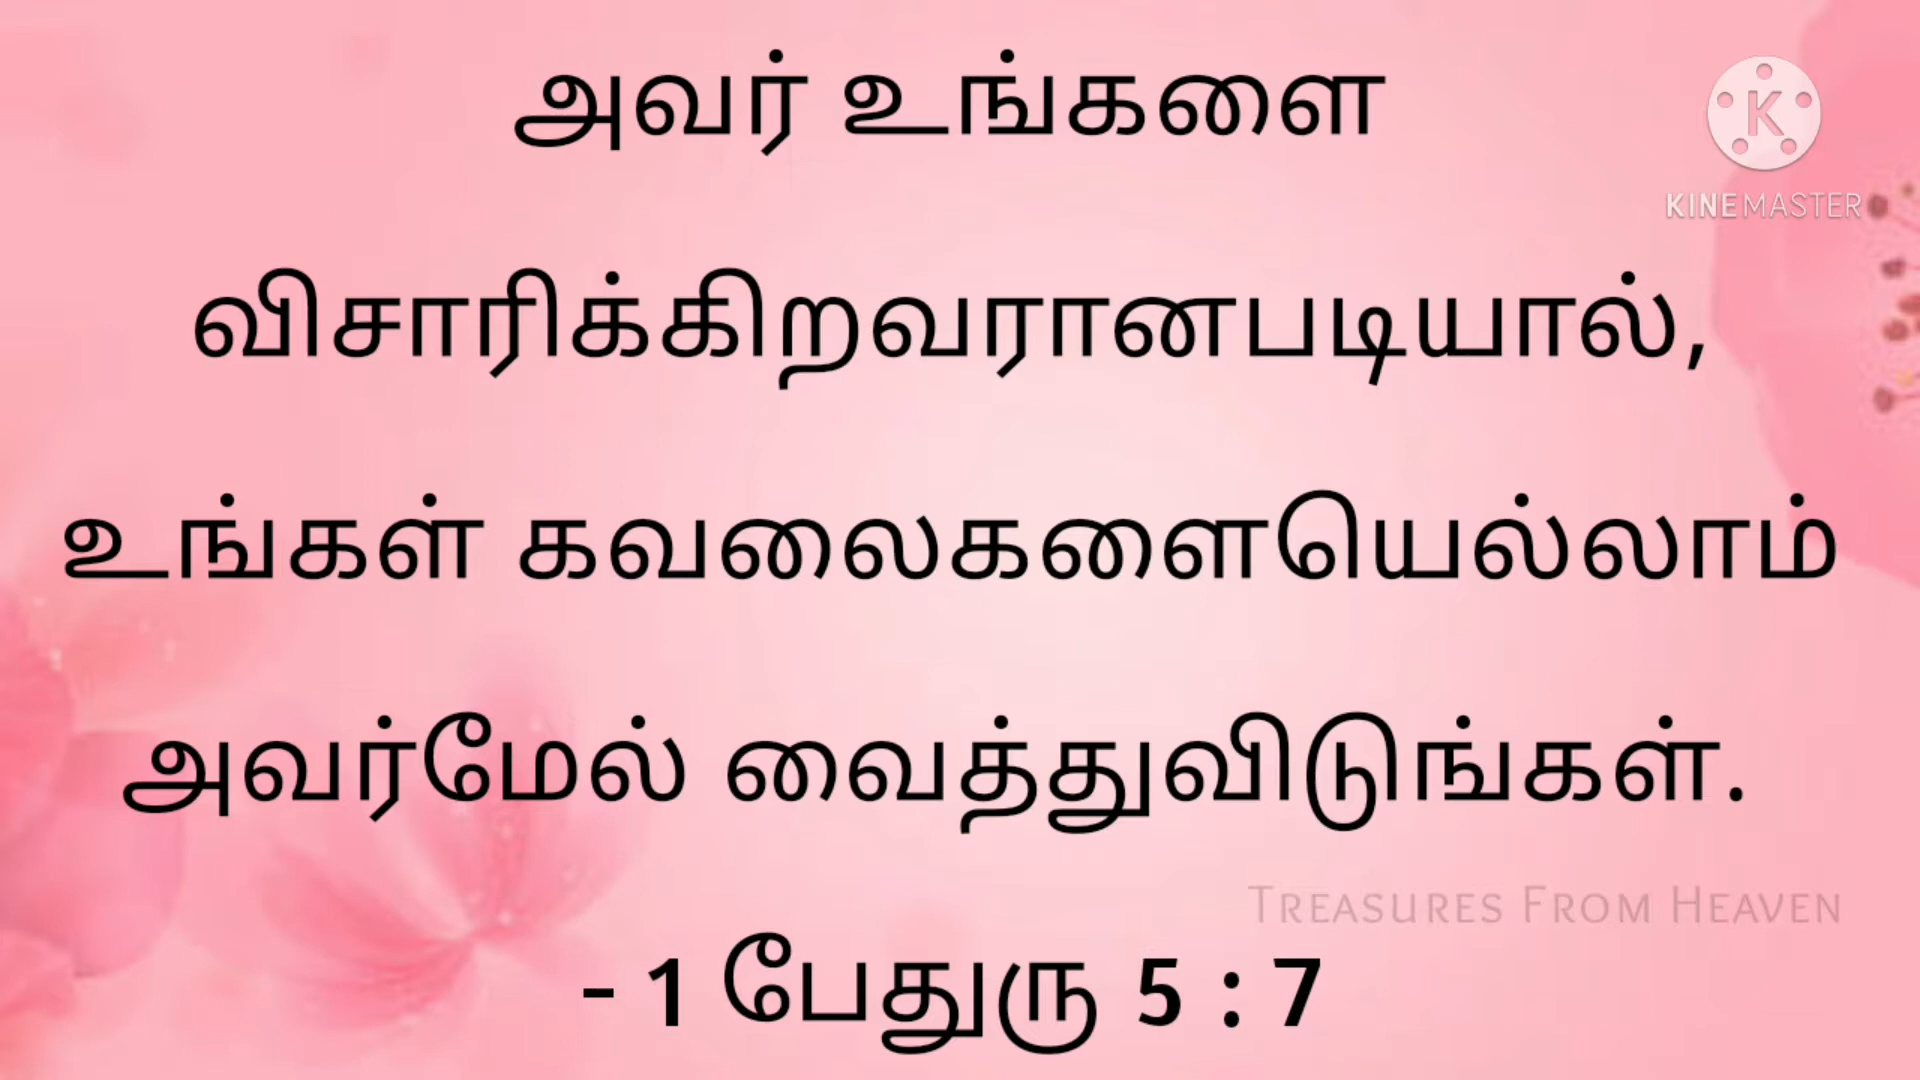 அவர் உங்களை
விசாரிக்கிறவரானபடியால்,
உங்கள் கவலைகளையெல்லாம்
அவர்மேல் வைத்துவிடுங்கள்.
- 1 பேதுரு 5 : 7
K
KINEMASTER
TREASURES FROM HEAVEN